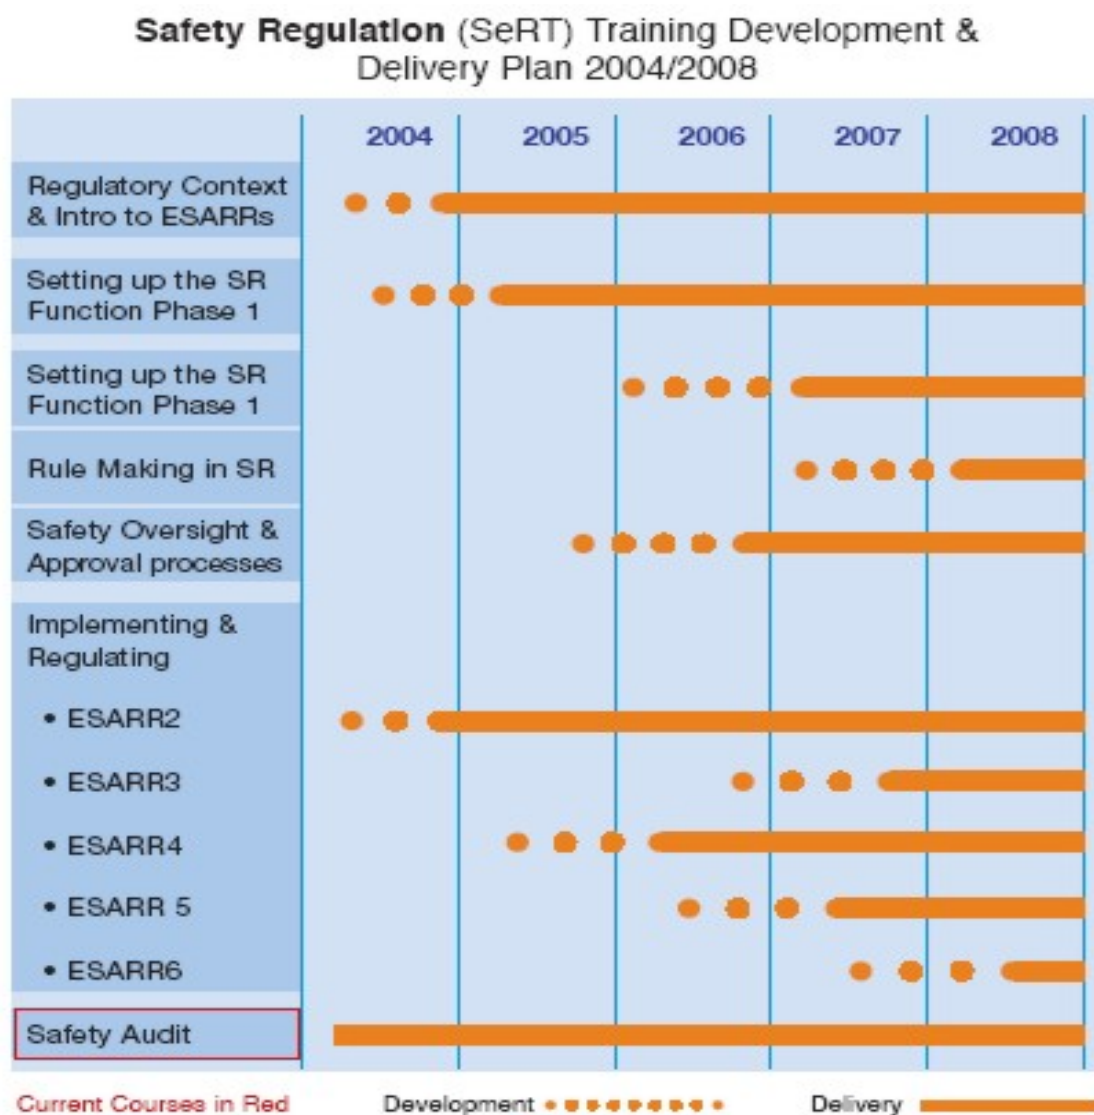 Safety Regulation (SeRT) Training Development &
Delivery Plan 2004/2008
2004 2005 2006 2007 2008
Regulatory Context
& Intro to ESARRs
Setting up the SR
Function Phase 1
Setting up the SR
Function Phase 1
Rule Making in SR
Safety Oversight &
Approval processes
Implementing &
Regulating
• ESARR2
• ESARR3
• ESARR4
• ESARR 5
• ESARR6
Safety Audit
Current Courses in Red Development Delivery